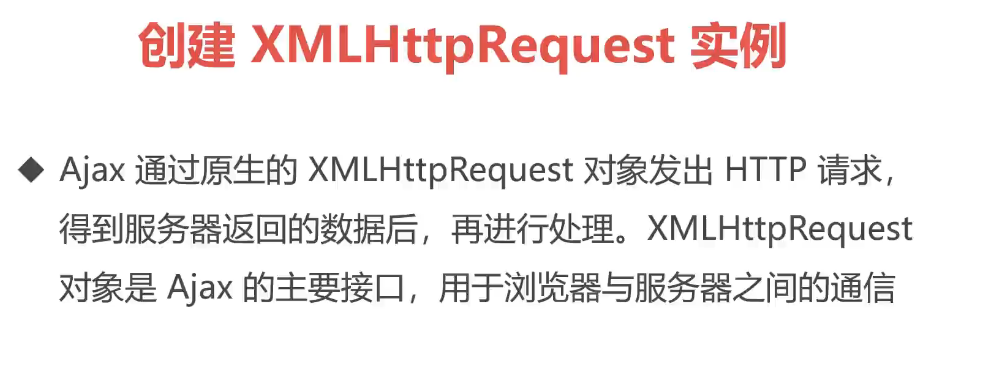 创建 XMLHttpRequest 实例
◆ Ajax 通过原生的 XMLHttpRequest 对象发出 HTTP 请求，
得到服务器返回的数据后，再进行处理。XMLHttpRequest
对象是 Ajax 的主要接口，用于浏览器与服务器之间的通信